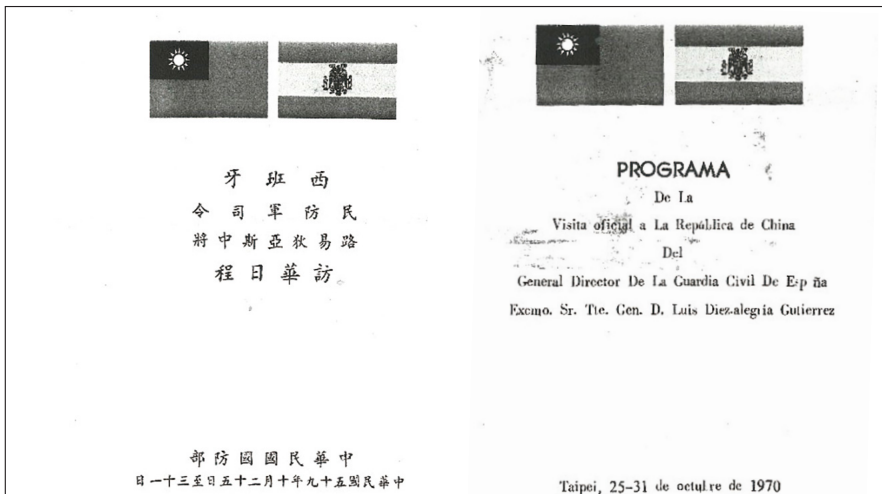 西班牙
民防軍司令
路易狄亞斯中將
訪華日程
中華民國國防部
中華民國五十九年十月二十五日至三十一日
PROGRAMA
De La
Visita oficial a La República de China
Del
General Director De La Guardia Civil De Esp ña
Excmo. Sr. Tte. Gen. D. Luis Diez-alegria Gutierrez
Taipei, 25-31 de octubre de 1970